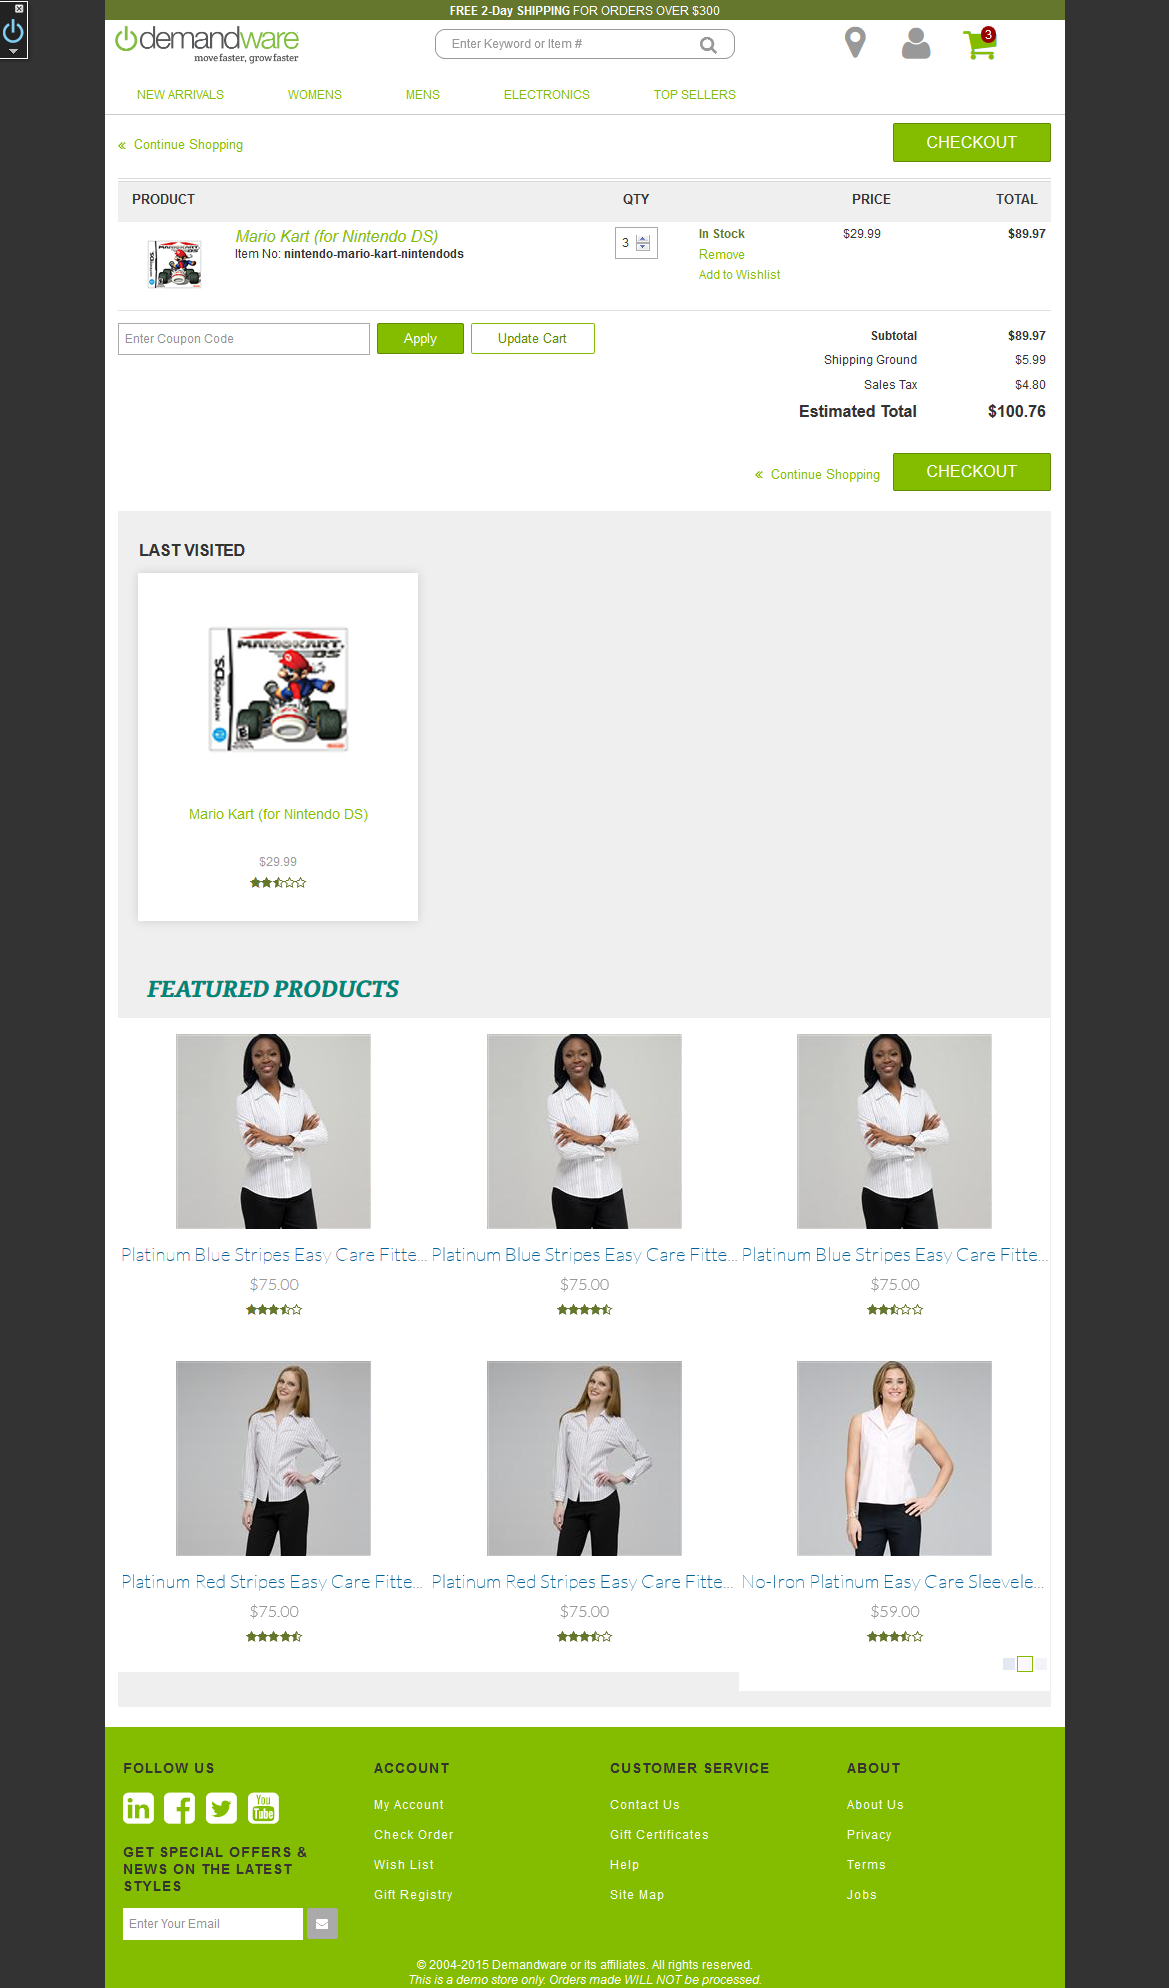 FREE 2-Day SHIPPING FOR ORDERS OVER $300
demandware
move faster, grow faster
Enter Keyword or Item #
3
NEW ARRIVALS WOMENS MENS ELECTRONICS TOP SELLERS
« Continue Shopping CHECKOUT
PRODUCT QTY PRICE TOTAL
Mario Kart (for Nintendo DS) 3 In Stock $29.99 $89.97
Item No: nintendo-mario-kart-nintendods
Remove
Add to Wishlist
Enter Coupon Code Apply Update Cart
Subtotal $89.97
Shipping Ground $5.99
Sales Tax $4.80
Estimated Total $100.76
« Continue Shopping CHECKOUT
LAST VISITED
MARIOKART
DS
NINTENDO DS
Mario Kart (for Nintendo DS)
$29.99
FEATURED PRODUCTS
Platinum Blue Stripes Easy Care Fitte... Platinum Blue Stripes Easy Care Fitte... Platinum Blue Stripes Easy Care Fitte...
$75.00 $75.00 $75.00
Platinum Red Stripes Easy Care Fitte... Platinum Red Stripes Easy Care Fitte... No-Iron Platinum Easy Care Sleevele...
$75.00 $75.00 $59.00
FOLLOW US ACCOUNT CUSTOMER SERVICE ABOUT
in You Tube
My Account Contact Us About Us
Check Order Gift Certificates Privacy
Wish List Help Terms
Gift Registry Site Map Jobs
GET SPECIAL OFFERS &
NEWS ON THE LATEST
STYLES
Enter Your Email
© 2004-2015 Demandware or its affiliates. All rights reserved.
This is a demo store only. Orders made WILL NOT be processed.